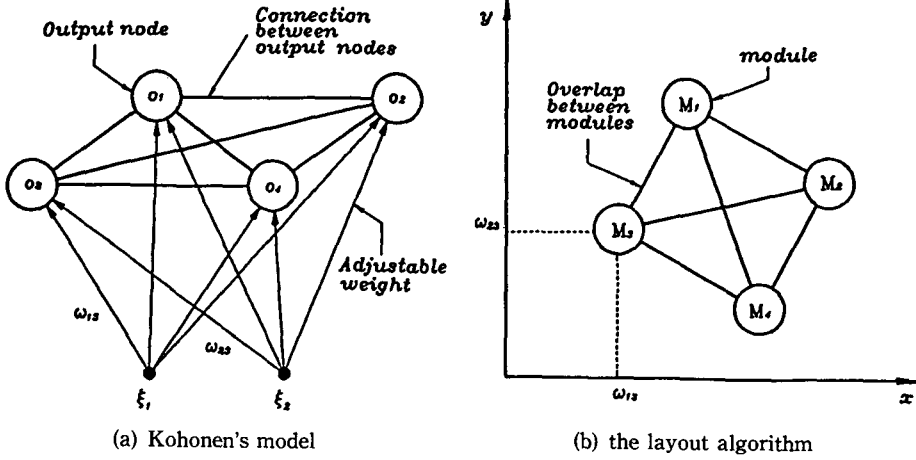 Output node
Connection
between
output nodes
O₁
O₂
O₃
O₄
Adjustable
weight
ω₁₃
ω₂₃
ξ₁
ξ₂
(a) Kohonen's model
y
module
Overlap
between
modules
M₁
M₂
M₃
M₄
ω₂₃
ω₁₃
x
(b) the layout algorithm